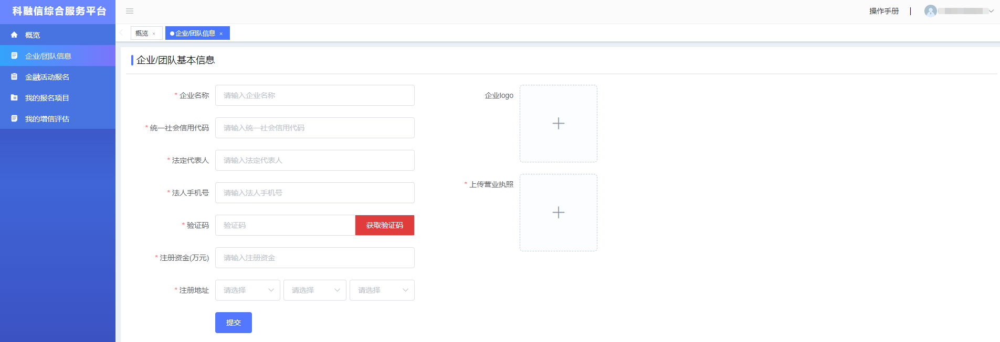 科融信综合服务平台
操作手册
概览
企业/团队信息
金融活动报名
我的报名项目
我的增信评估
概览 ×
企业/团队信息 ×
企业/团队基本信息
* 企业名称 请输入企业名称
* 统一社会信用代码 请输入统一社会信用代码
* 法定代表人 请输入法定代表人
* 法人手机号 请输入法人手机号
* 验证码 验证码 获取验证码
* 注册资金(万元) 请输入注册资金
* 注册地址 请选择 请选择 请选择
提交
企业logo
* 上传营业执照